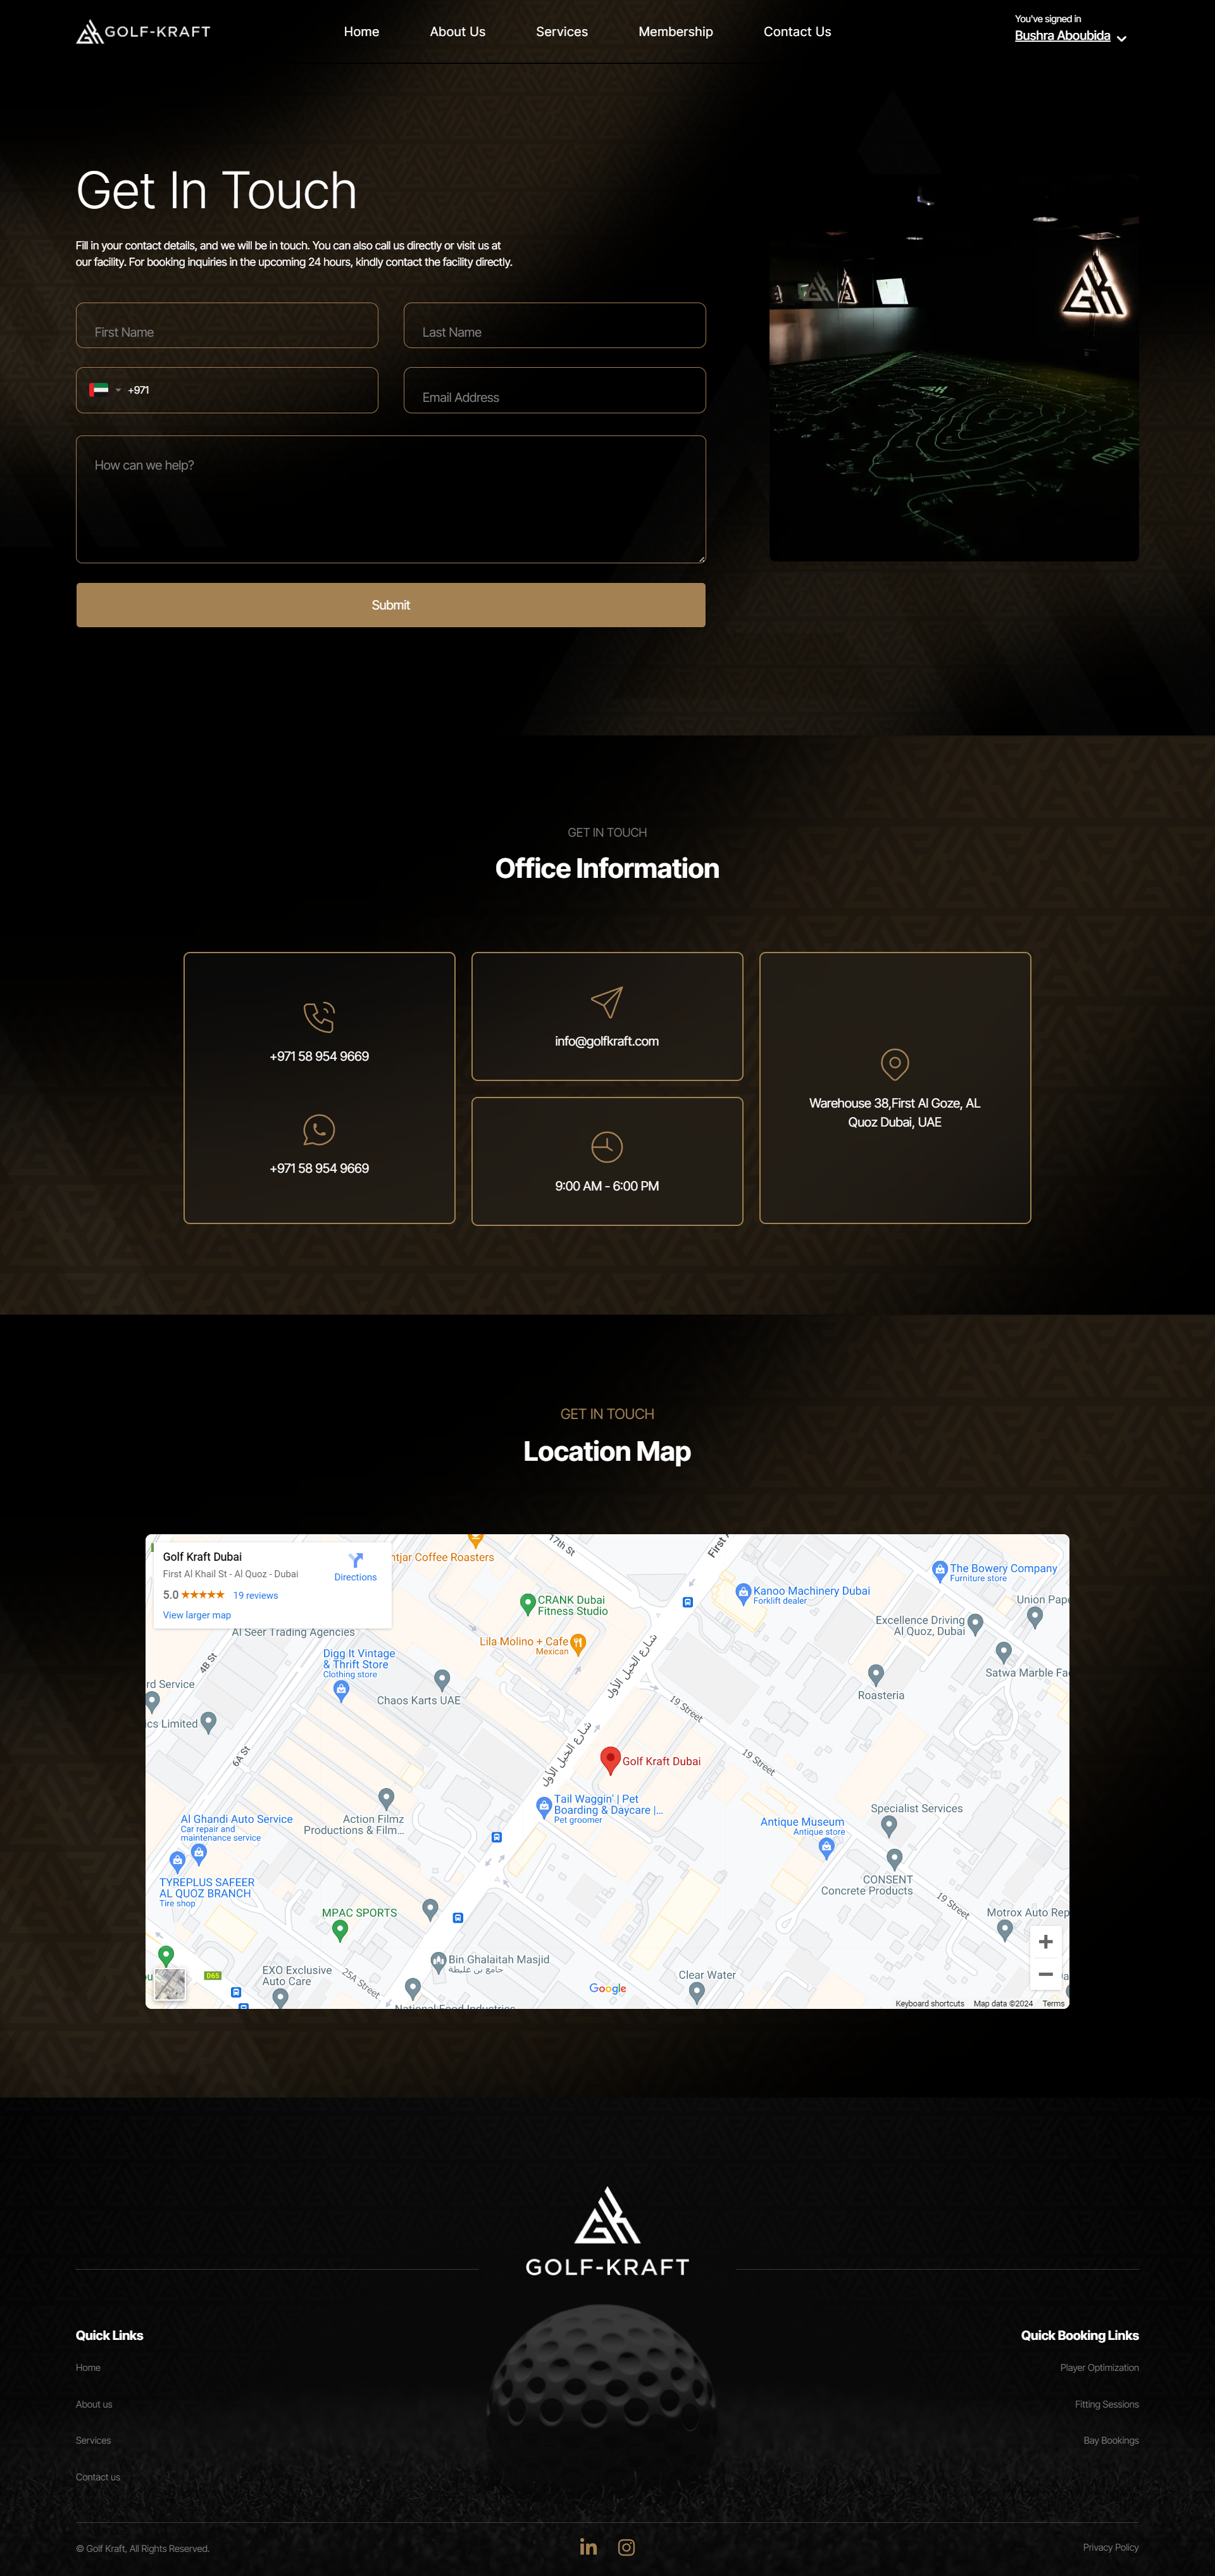 GOLF-KRAFT
Home
About Us
Services
Membership
Contact Us
You've signed in
Bushra Aboubida
Get In Touch
Fill in your contact details, and we will be in touch. You can also call us directly or visit us at
our facility. For booking inquiries in the upcoming 24 hours, kindly contact the facility directly.
First Name
Last Name
+971
Email Address
How can we help?
Submit
GET IN TOUCH
Office Information
+971 58 954 9669
+971 58 954 9669
info@golfkraft.com
9:00 AM - 6:00 PM
Warehouse 38,First Al Goze, AL
Quoz Dubai, UAE
GET IN TOUCH
Location Map
Golf Kraft Dubai
First Al Khail St - Al Quoz - Dubai
5.0
19 reviews
View larger map
Directions
ntjar Coffee Roasters
17th St
First A
CRANK Dubai
Fitness Studio
Kanoo Machinery Dubai
Forklift dealer
The Bowery Company
Furniture store
Union Pape
Excellence Driving
Al Quoz, Dubai
Al Seer Trading Agencies
Lila Molino + Cafe
Mexican
Digg It Vintage
& Thrift Store
Clothing store
4B St
شارع الخيل الأول
Satwa Marble Fac
rd Service
Chaos Karts UAE
Roasteria
19 Street
ics Limited
6A St
شارع الخيل الأول
Golf Kraft Dubai
19 Street
Tail Waggin' | Pet
Boarding & Daycare |...
Pet groomer
Al Ghandi Auto Service
Car repair and
maintenance service
Action Filmz
Productions & Film...
Specialist Services
Antique Museum
Antique store
TYREPLUS SAFEER
AL QUOZ BRANCH
Tire shop
CONSENT
Concrete Products
19 Street
MPAC SPORTS
Motrox Auto Rep
Bin Ghalaitah Masjid
جامع بن غليطة
EXO Exclusive
Auto Care
25A Street
D65
Clear Water
National Food Industries
Google
Keyboard shortcuts
Map data ©2024
Terms
GOLF-KRAFT
Quick Links
Home
About us
Services
Contact us
Quick Booking Links
Player Optimization
Fitting Sessions
Bay Bookings
© Golf Kraft, All Rights Reserved.
Privacy Policy